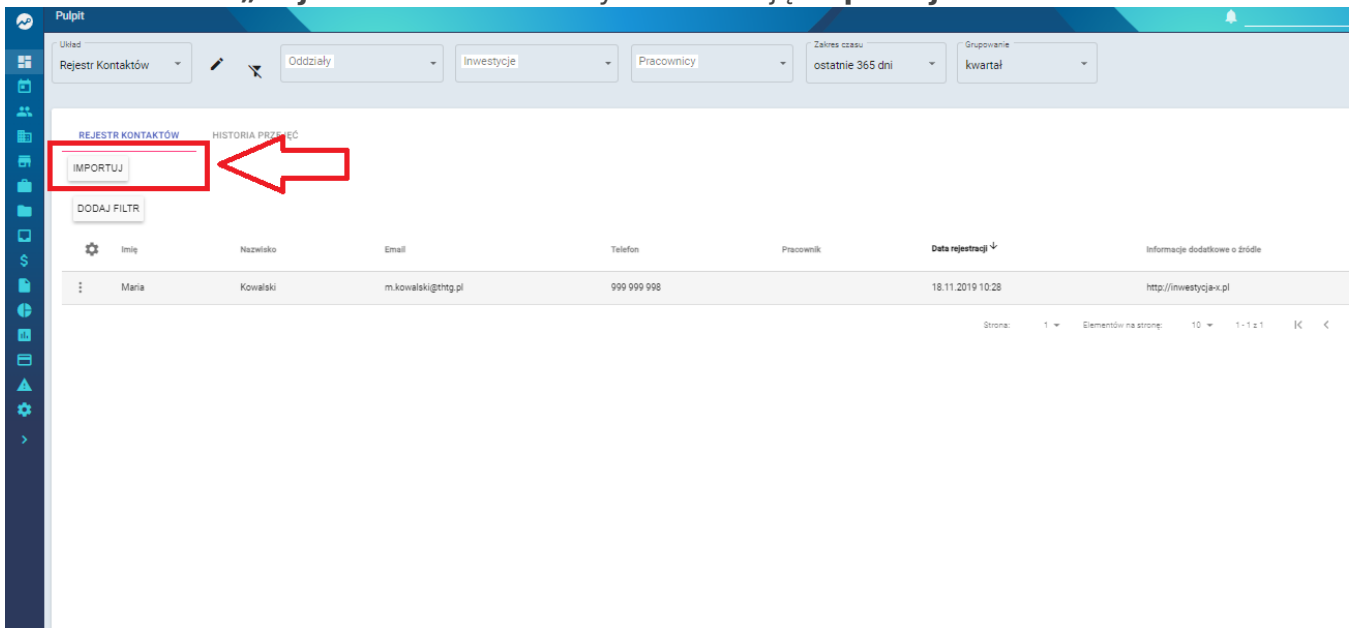 Pulpit
Układ
Rejestr Kontaktów
Oddziały
Inwestycje
Pracownicy
Zakres czasu
ostatnie 365 dni
Grupowanie
kwartał
REJESTR KONTAKTÓW HISTORIA PRZEJĘĆ
IMPORTUJ
DODAJ FILTR
Imię Nazwisko Email Telefon Pracownik Data rejestracji Informacje dodatkowe o źródle
Maria Kowalski m.kowalski@thtg.pl 999 999 998 18.11.2019 10:28 http://inwestycja-x.pl
Strona: 1 Elementów na stronę: 10 1-1 z 1